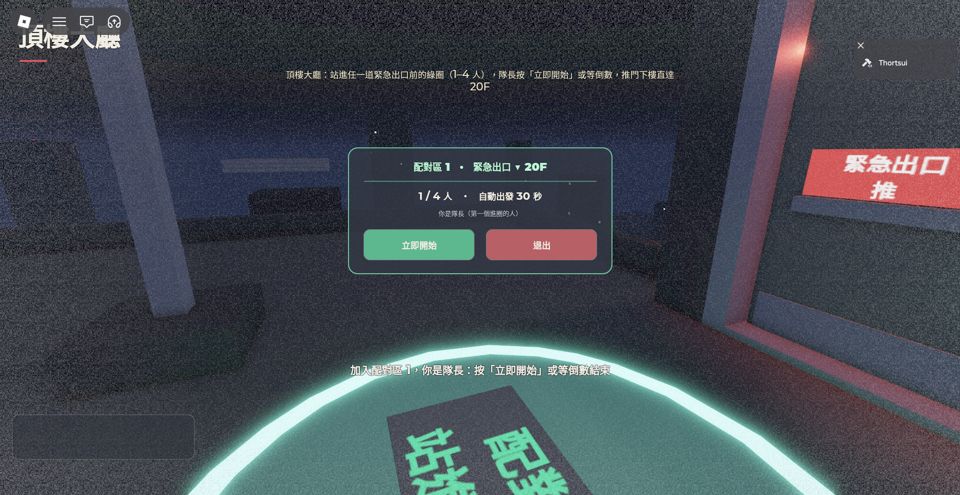 頂樓大廳
頂樓大廳：站進任一道緊急出口前的綠圈（1–4 人），隊長按「立即開始」或等倒數，推門下樓直達
20F
Thortsui
配對區 1 • 緊急出口 ▼ 20F
1 / 4 人 • 自動出發 30 秒
你是隊長（第一個進圈的人）
立即開始
退出
緊急出口
推
加入配對區 1，你是隊長：按「立即開始」或等倒數結束
配
站進